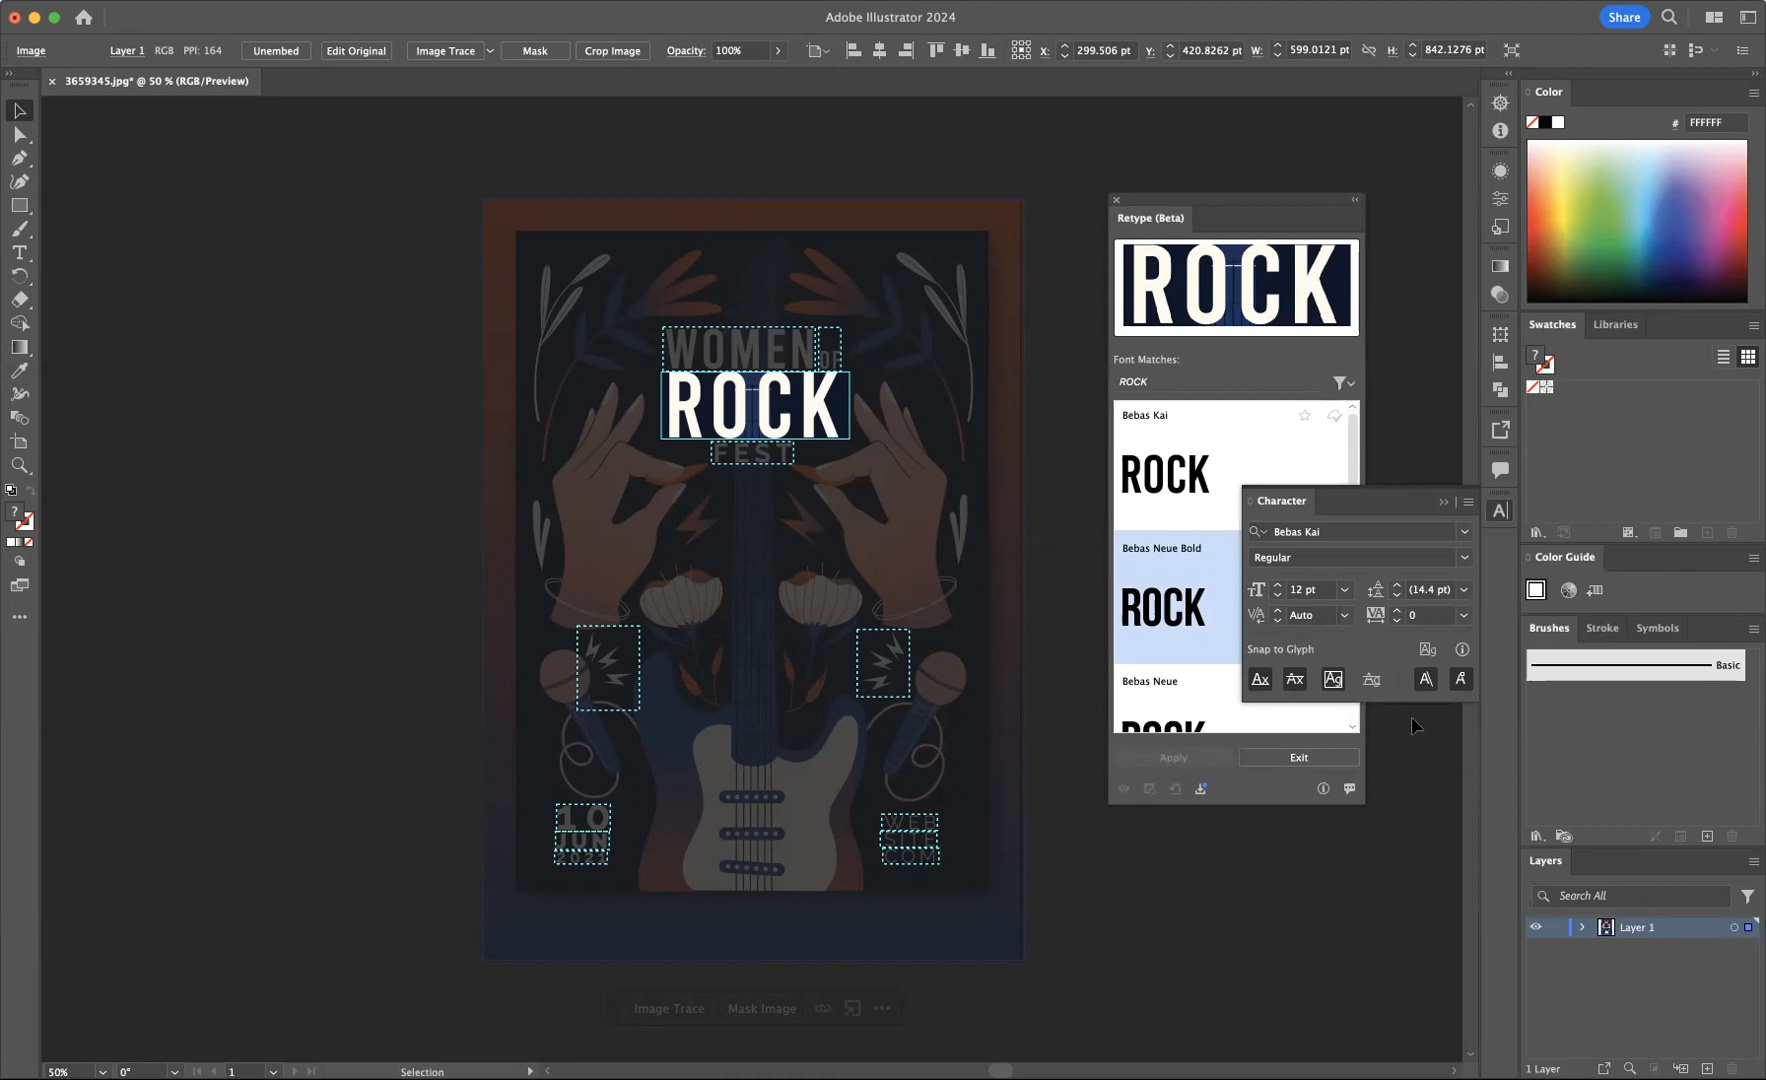 Adobe Illustrator 2024
Share
Image
Layer 1
RGB
PPI: 164
Unembed
Edit Original
Image Trace
Mask
Crop Image
Opacity:
100%
X:
299.506 pt
Y:
420.8262 pt
W:
599.0121 pt
H:
842.1276 pt
3659345.jpg* @ 50 % (RGB/Preview)
WOMEN OF
ROCK
FEST
10
JUN
2021
WEB
SITE
COM
Image Trace
Mask Image
Retype (Beta)
ROCK
Font Matches:
ROCK
Bebas Kai
ROCK
Bebas Neue Bold
ROCK
Bebas Neue
ROCK
Apply
Exit
Character
Bebas Kai
Regular
12 pt
(14.4 pt)
Auto
0
Snap to Glyph
Color
# FFFFFF
Swatches
Libraries
Color Guide
Brushes
Stroke
Symbols
Basic
Layers
Search All
Layer 1
1 Layer
50%
0°
1
Selection